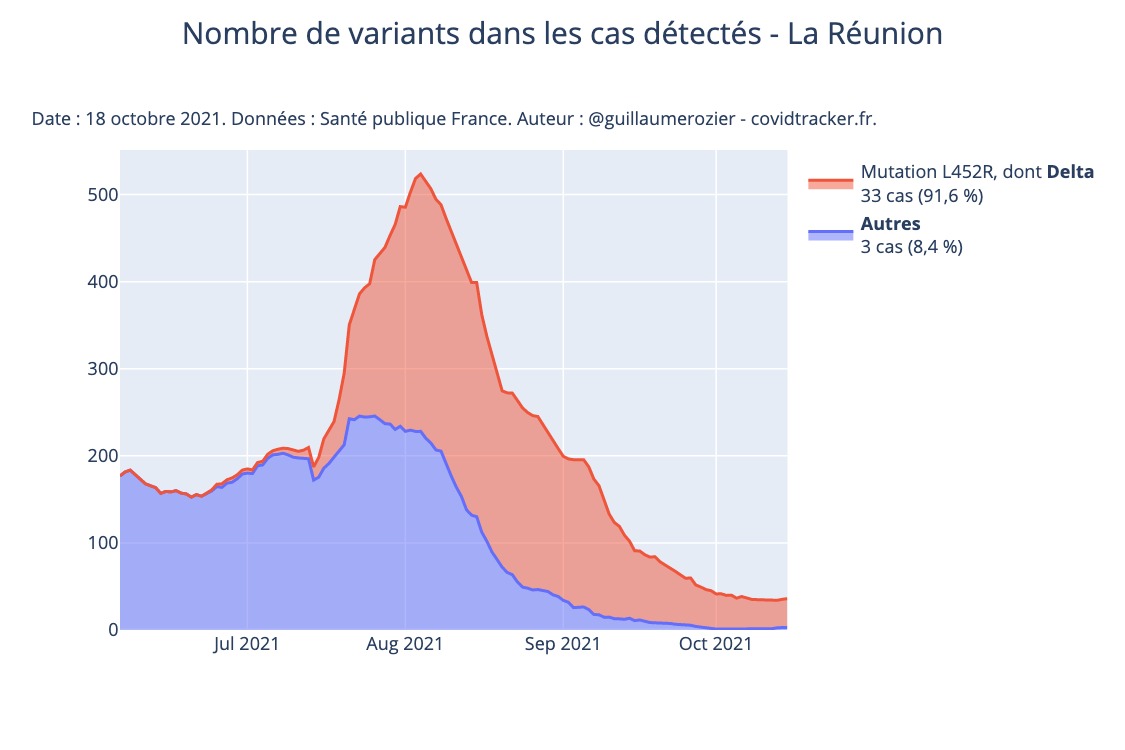 Nombre de variants dans les cas détectés - La Réunion
Date : 18 octobre 2021. Données : Santé publique France. Auteur : @guillaumerozier - covidtracker.fr.
Mutation L452R, dont Delta
33 cas (91,6 %)
Autres
3 cas (8,4 %)
500
400
300
200
100
0
Jul 2021
Aug 2021
Sep 2021
Oct 2021